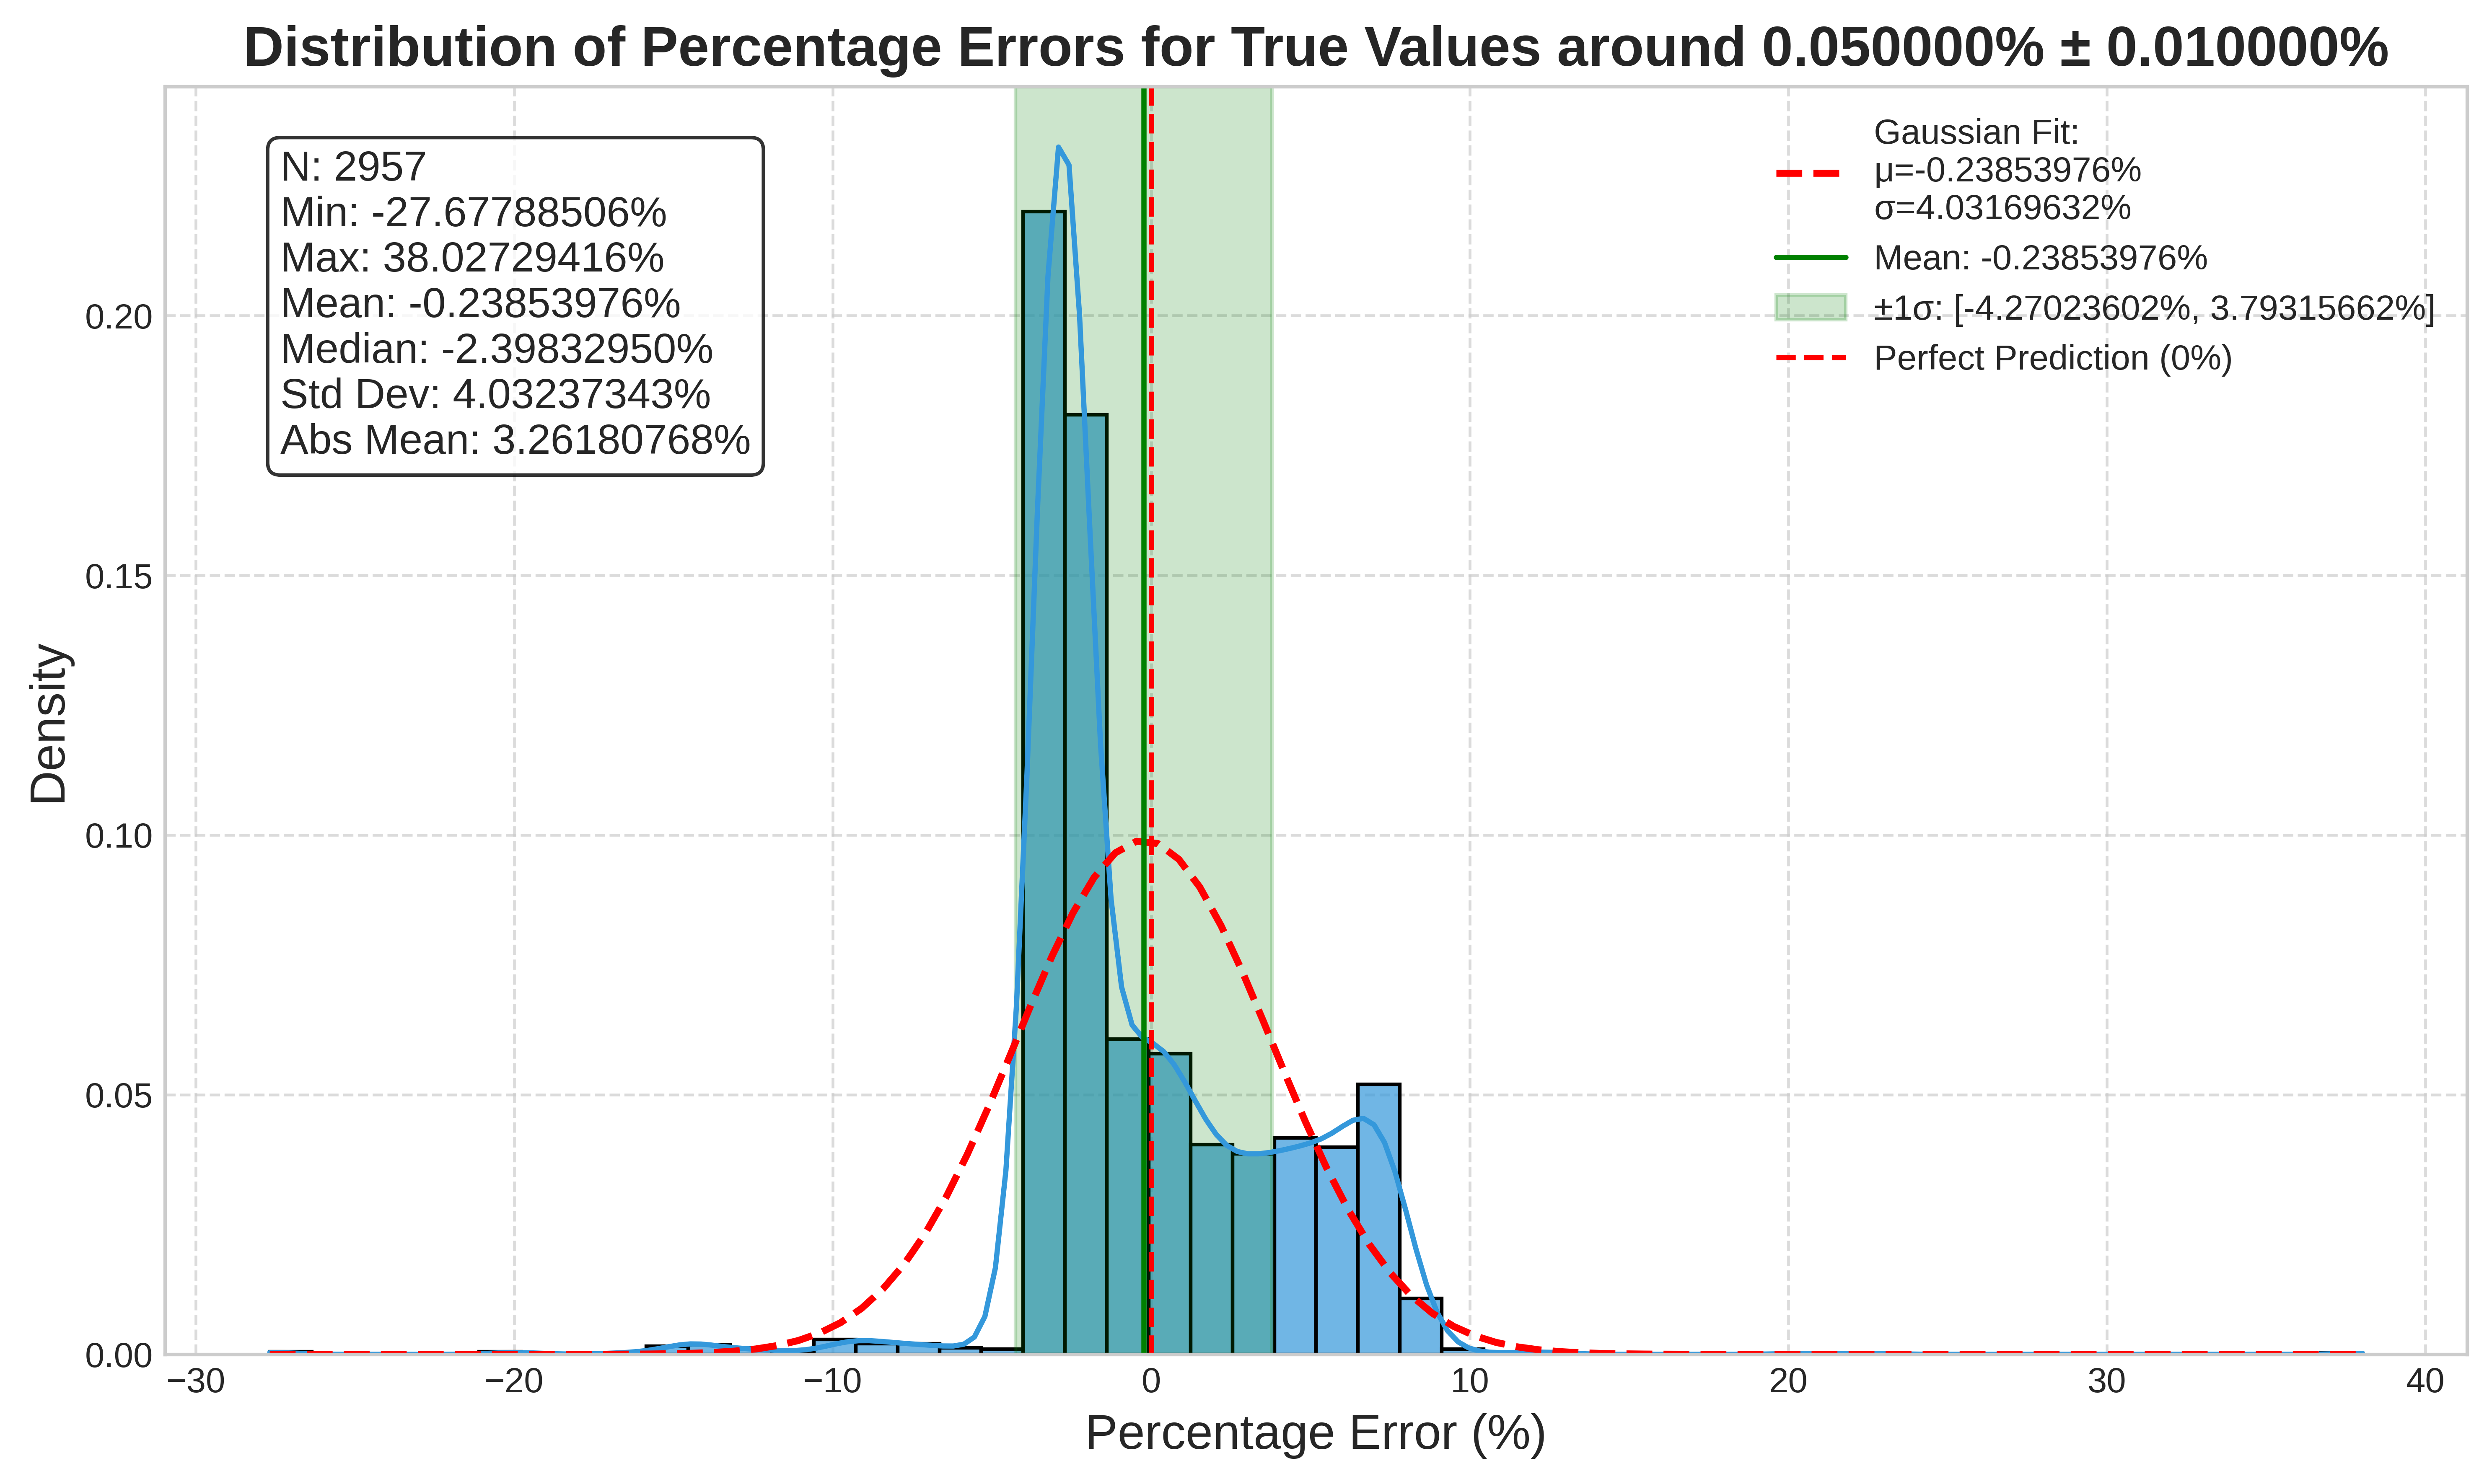 Distribution of Percentage Errors for True Values around 0.050000% ± 0.010000%
N: 2957
Min: -27.67788506%
Max: 38.02729416%
Mean: -0.23853976%
Median: -2.39832950%
Std Dev: 4.03237343%
Abs Mean: 3.26180768%
Gaussian Fit:
μ=-0.23853976%
σ=4.03169632%
Mean: -0.23853976%
±1σ: [-4.27023602%, 3.79315662%]
Perfect Prediction (0%)
Density
0.20
0.15
0.10
0.05
0.00
−30
−20
−10
0
10
20
30
40
Percentage Error (%)